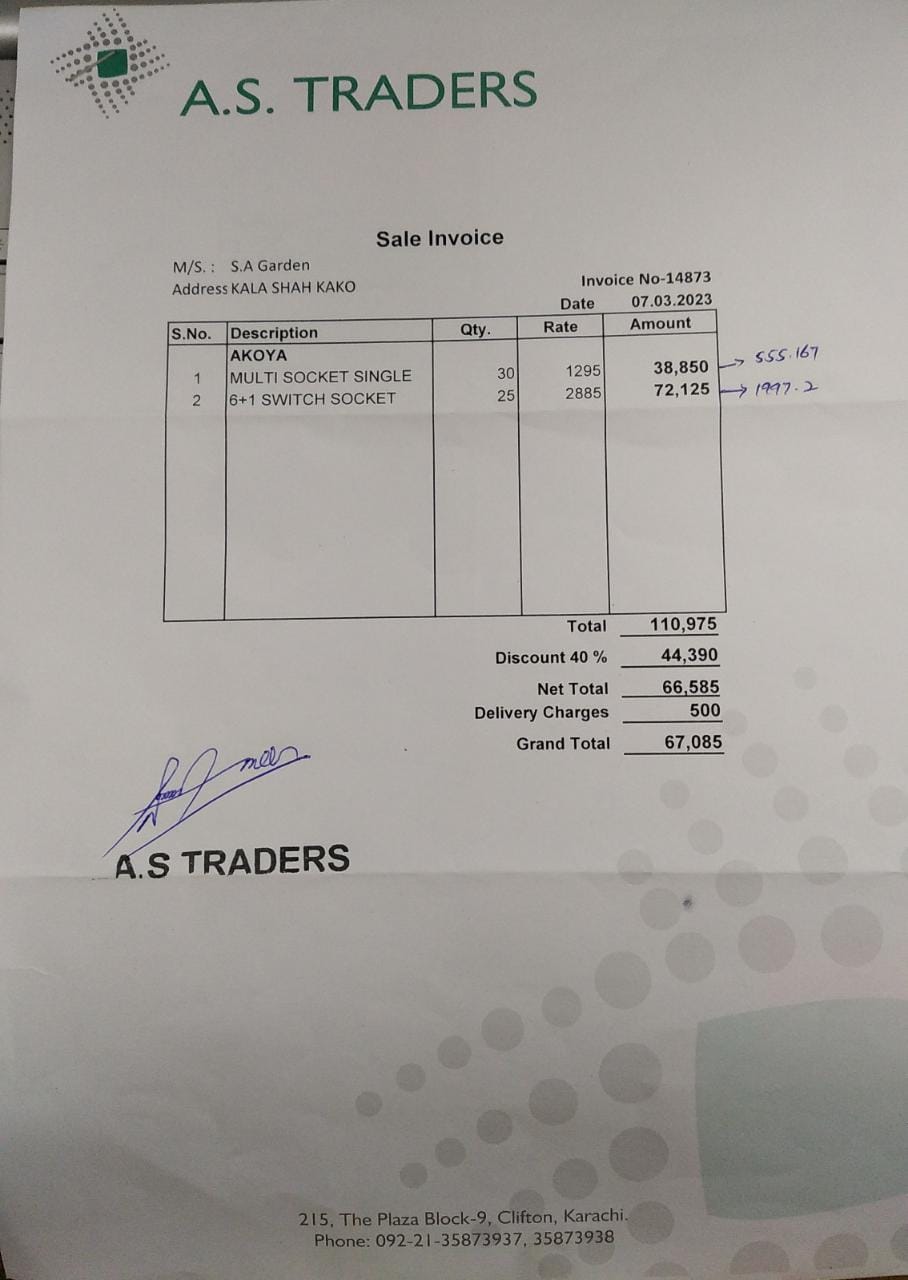 A.S. TRADERS
Sale Invoice
M/S. : S.A Garden
Invoice No-14873
Address KALA SHAH KAKO
Date 07.03.2023
S.No. Description Qty. Rate Amount
AKOYA
1 MULTI SOCKET SINGLE 30 1295 38,850 → 555.167
2 6+1 SWITCH SOCKET 25 2885 72,125 → 1997.2
Total 110,975
Discount 40 % 44,390
Net Total 66,585
Delivery Charges 500
Grand Total 67,085
A.S TRADERS
215, The Plaza Block-9, Clifton, Karachi.
Phone: 092-21-35873937, 35873938